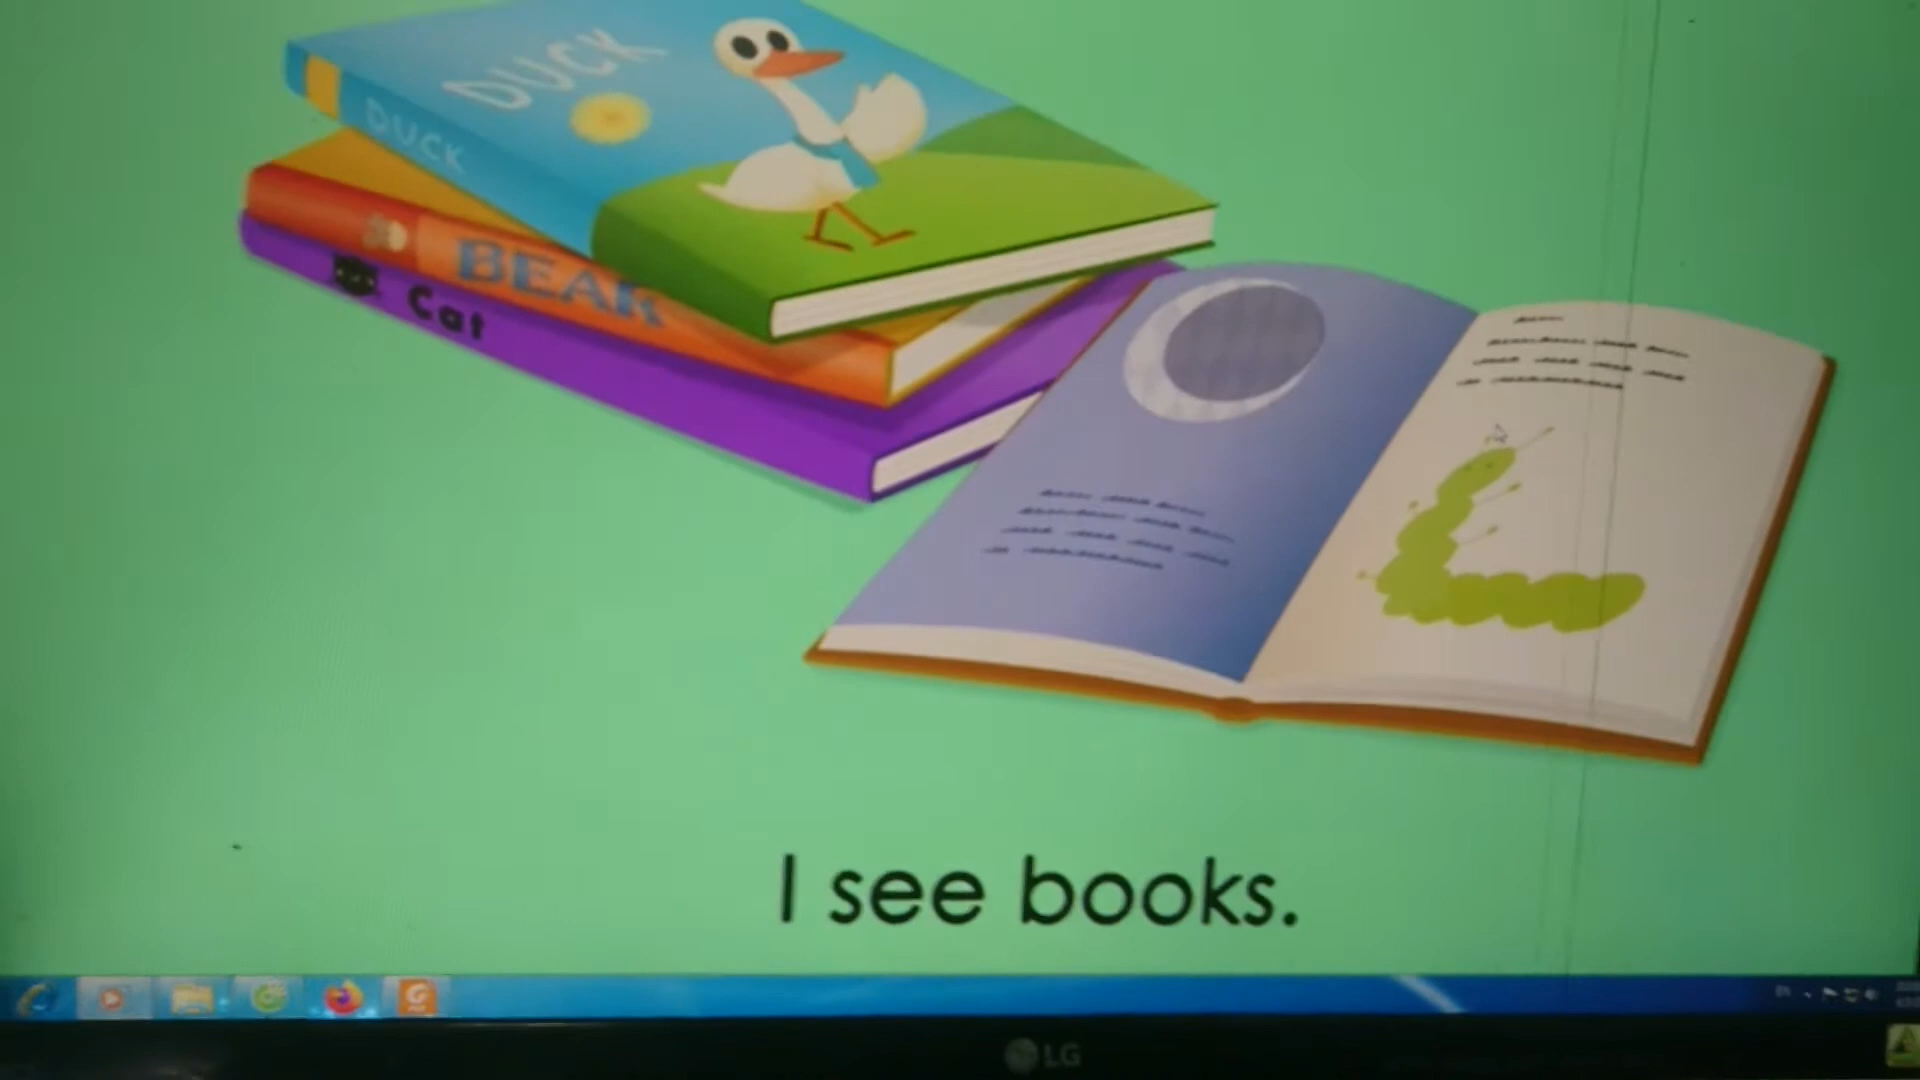 DUCK
DUCK
BEAR
Cat
I see books.
LG